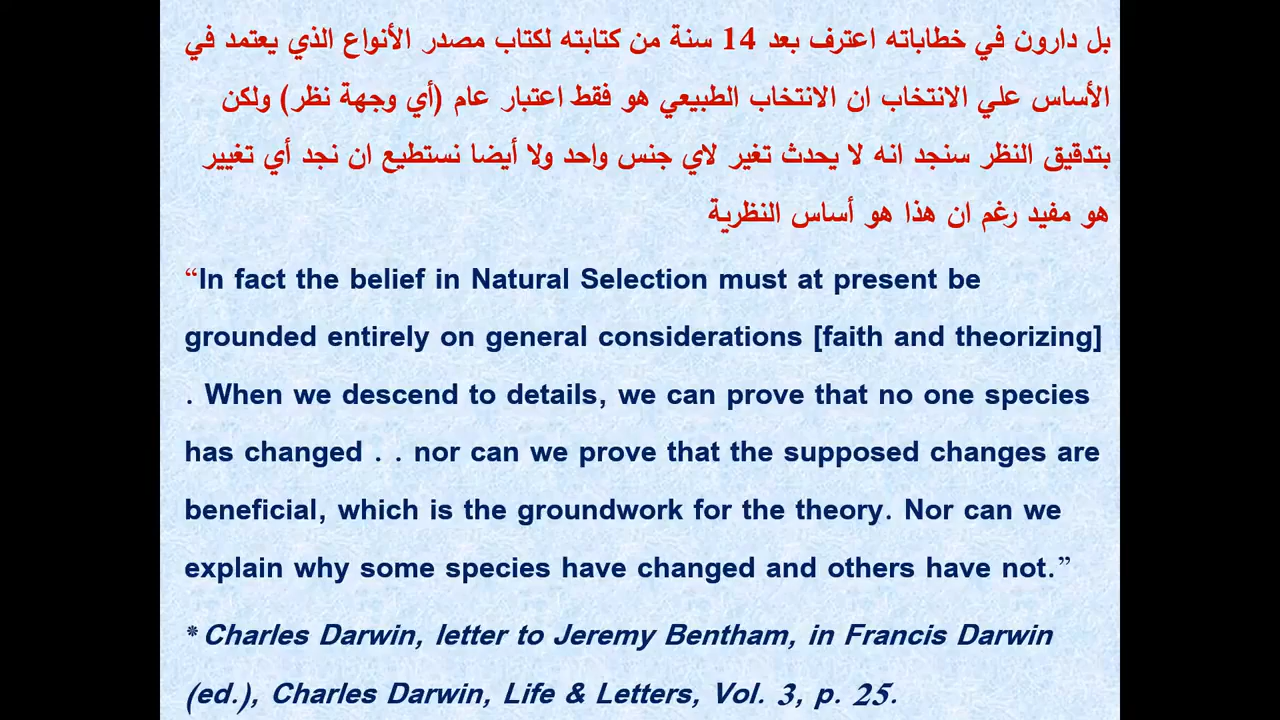 بل دارون في خطاباته اعترف بعد 14 سنة من كتابته لكتاب مصدر الأنواع الذي يعتمد في
الأساس علي الانتخاب ان الانتخاب الطبيعي هو فقط اعتبار عام (أي وجهة نظر) ولكن
بتدقيق النظر سنجد انه لا يحدث تغير لاي جنس واحد ولا أيضا نستطيع ان نجد أي تغيير
هو مفيد رغم ان هذا هو أساس النظرية
“In fact the belief in Natural Selection must at present be
grounded entirely on general considerations [faith and theorizing]
. When we descend to details, we can prove that no one species
has changed . . nor can we prove that the supposed changes are
beneficial, which is the groundwork for the theory. Nor can we
explain why some species have changed and others have not.”
*Charles Darwin, letter to Jeremy Bentham, in Francis Darwin
(ed.), Charles Darwin, Life & Letters, Vol. 3, p. 25.